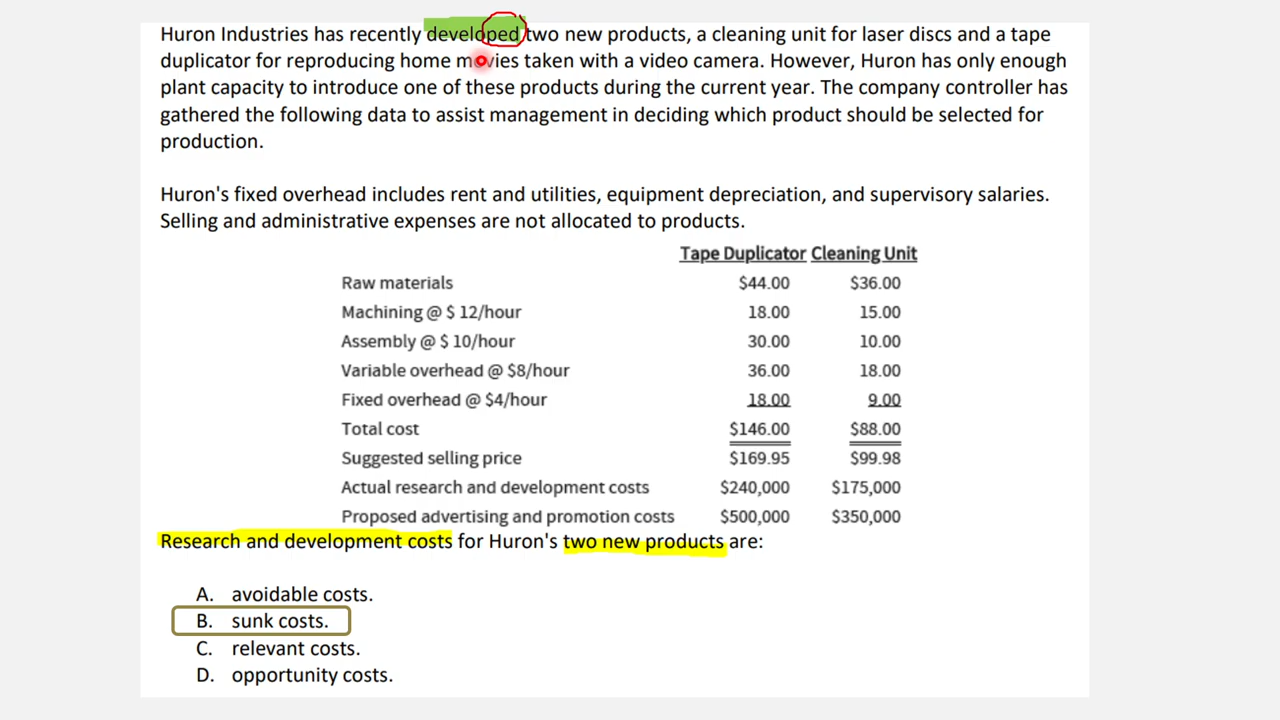 Huron Industries has recently developed two new products, a cleaning unit for laser discs and a tape
duplicator for reproducing home movies taken with a video camera. However, Huron has only enough
plant capacity to introduce one of these products during the current year. The company controller has
gathered the following data to assist management in deciding which product should be selected for
production.
Huron's fixed overhead includes rent and utilities, equipment depreciation, and supervisory salaries.
Selling and administrative expenses are not allocated to products.
Tape Duplicator Cleaning Unit
Raw materials $44.00 $36.00
Machining @ $ 12/hour 18.00 15.00
Assembly @ $ 10/hour 30.00 10.00
Variable overhead @ $8/hour 36.00 18.00
Fixed overhead @ $4/hour 18.00 9.00
Total cost $146.00 $88.00
Suggested selling price $169.95 $99.98
Actual research and development costs $240,000 $175,000
Proposed advertising and promotion costs $500,000 $350,000
Research and development costs for Huron's two new products are:
A. avoidable costs.
B. sunk costs.
C. relevant costs.
D. opportunity costs.